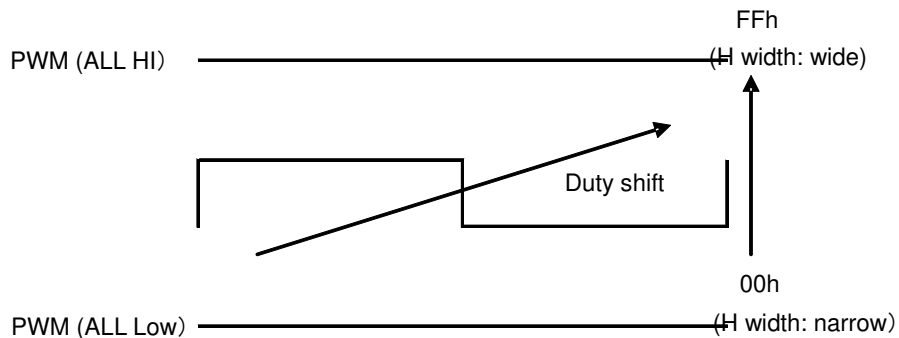 FFh
PWM (ALL HI）
(H width: wide)
Duty shift
00h
PWM (ALL Low）
(H width: narrow）